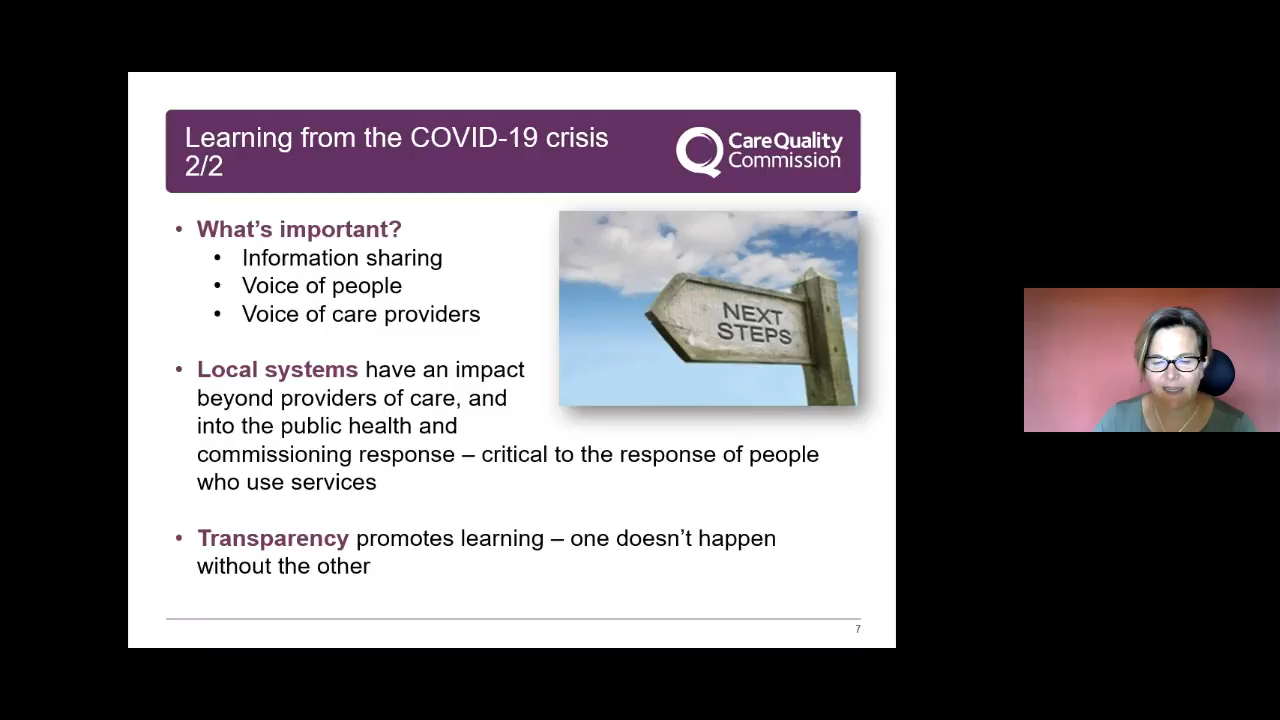 Learning from the COVID-19 crisis
2/2
CareQuality
Commission
• What's important?
• Information sharing
• Voice of people
• Voice of care providers
NEXT
STEPS
• Local systems have an impact
beyond providers of care, and
into the public health and
commissioning response – critical to the response of people
who use services
• Transparency promotes learning – one doesn't happen
without the other
7